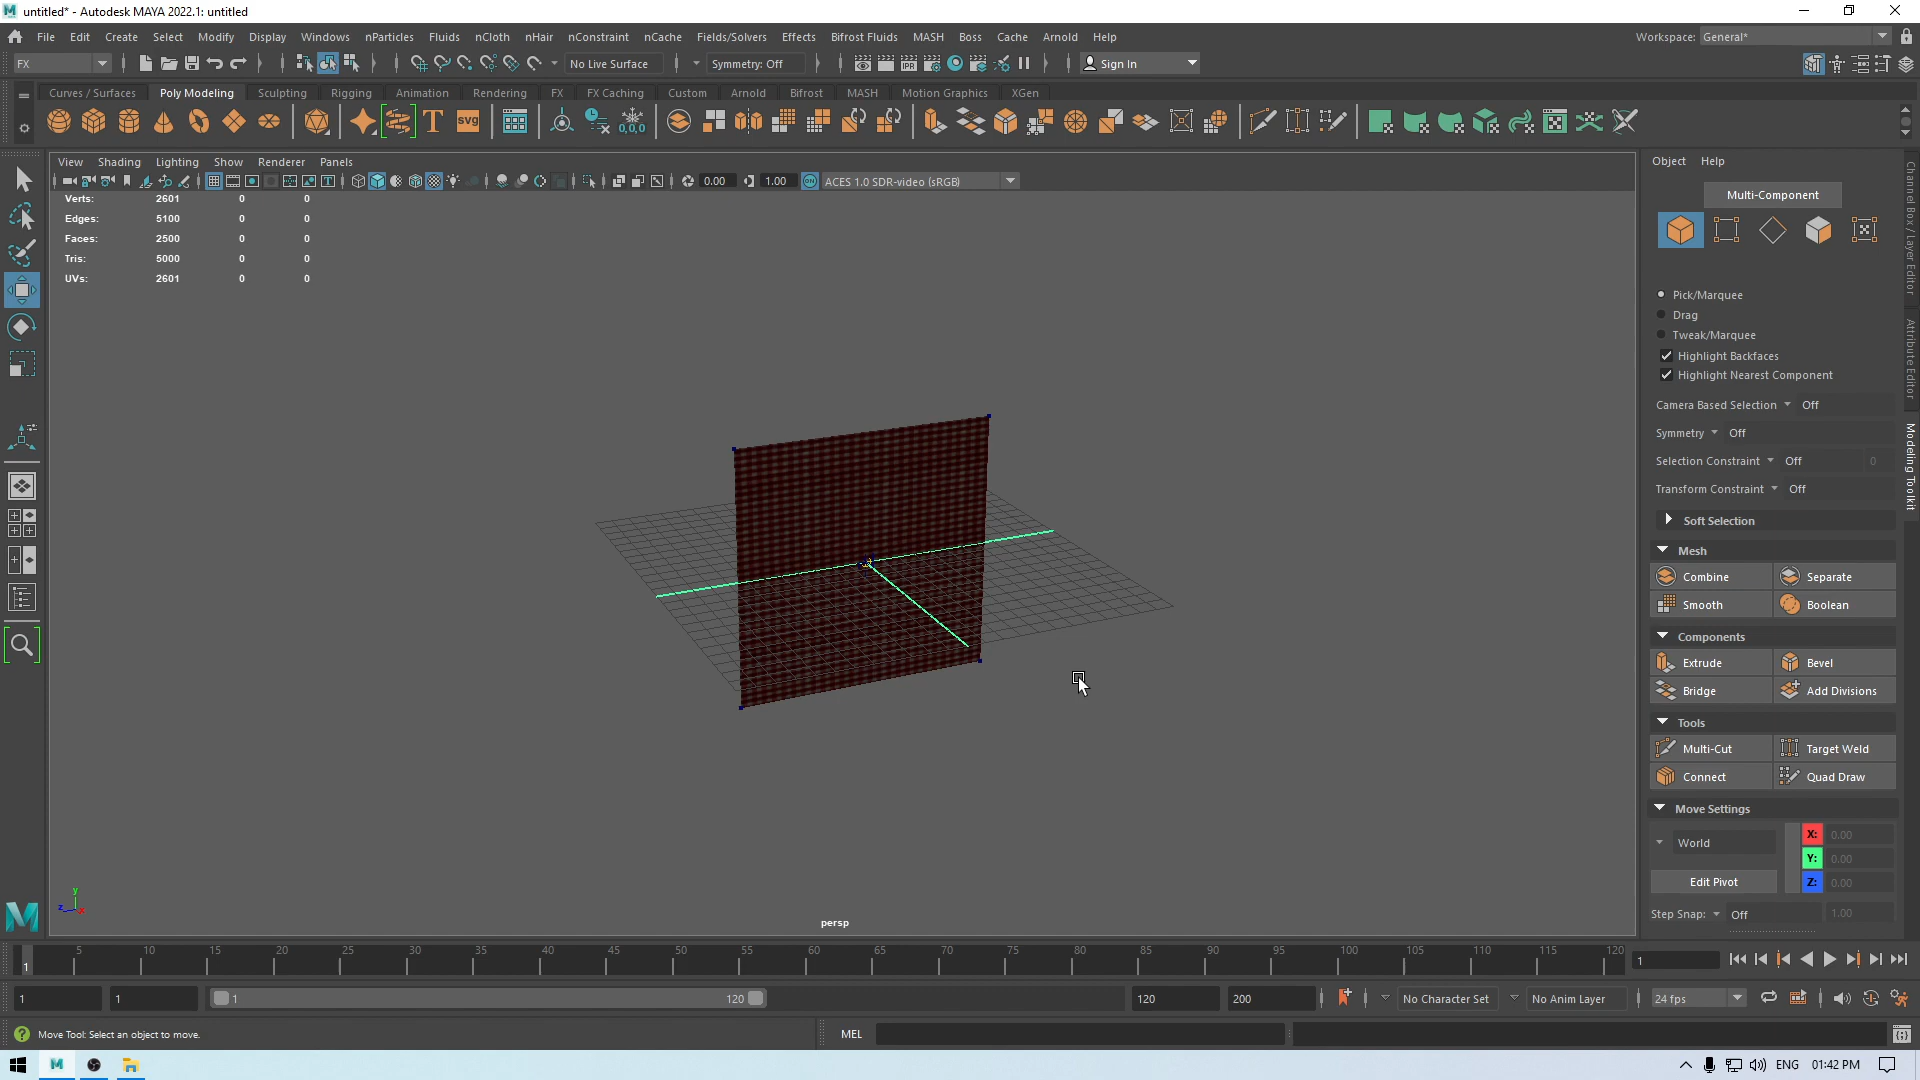 untitled* - Autodesk MAYA 2022.1: untitled
File Edit Create Select Modify Display Windows nParticles Fluids nCloth nHair nConstraint nCache Fields/Solvers Effects Bifrost Fluids MASH Boss Cache Arnold Help
Workspace: General*
FX No Live Surface Symmetry: Off IPR Sign In
Curves / Surfaces Poly Modeling Sculpting Rigging Animation Rendering FX FX Caching Custom Arnold Bifrost MASH Motion Graphics XGen
T svg 0,0,0
View Shading Lighting Show Renderer Panels
0.00 1.00 ON ACES 1.0 SDR-video (sRGB)
Verts: 2601 0 0
Edges: 5100 0 0
Faces: 2500 0 0
Tris: 5000 0 0
UVs: 2601 0 0
y
z x
persp
Object Help
Multi-Component
Pick/Marquee
Drag
Tweak/Marquee
Highlight Backfaces
Highlight Nearest Component
Camera Based Selection Off
Symmetry Off
Selection Constraint Off 0
Transform Constraint Off
Soft Selection
Mesh
Combine Separate
Smooth Boolean
Components
Extrude Bevel
Bridge Add Divisions
Tools
Multi-Cut Target Weld
Connect Quad Draw
Move Settings
World
X: 0.00
Y: 0.00
Edit Pivot
Z: 0.00
Step Snap: Off 1.00
Channel Box / Layer Editor
Attribute Editor
Modeling Toolkit
1 5 10 15 20 25 30 35 40 45 50 55 60 65 70 75 80 85 90 95 100 105 110 115 120
1
1 1 1 120 120 200 No Character Set No Anim Layer 24 fps
Move Tool: Select an object to move. MEL
ENG 01:42 PM